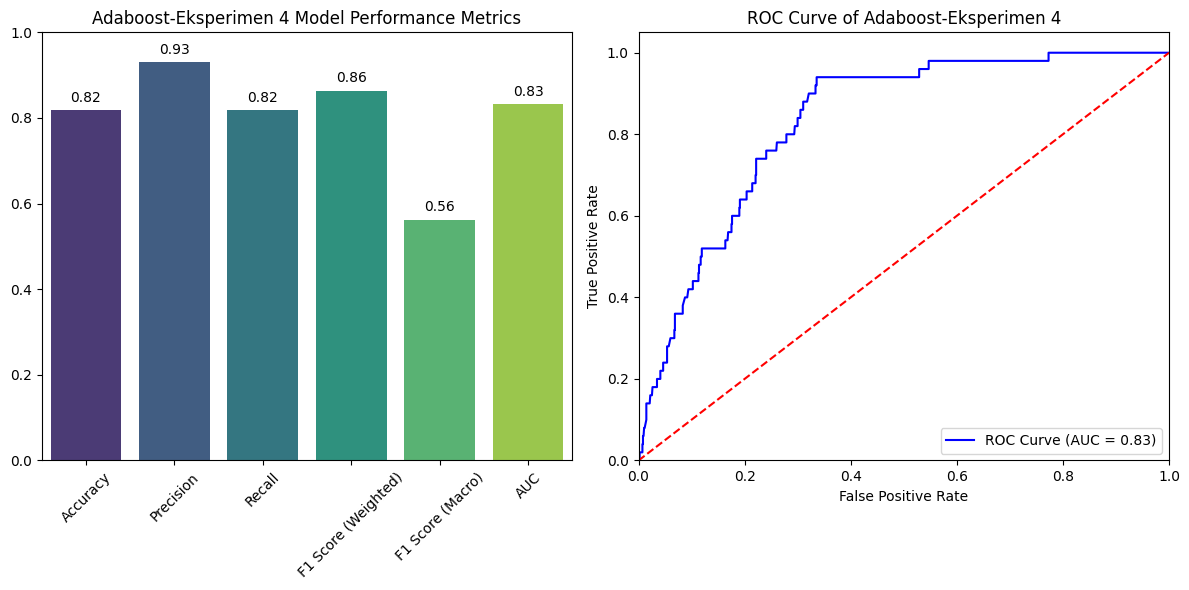 Adaboost-Eksperimen 4 Model Performance Metrics
1.0
0.8
0.6
0.4
0.2
0.0
0.82
0.93
0.82
0.86
0.56
0.83
Accuracy
Precision
Recall
F1 Score (Weighted)
F1 Score (Macro)
AUC
ROC Curve of Adaboost-Eksperimen 4
True Positive Rate
1.0
0.8
0.6
0.4
0.2
0.0
ROC Curve (AUC = 0.83)
0.0 0.2 0.4 0.6 0.8 1.0
False Positive Rate